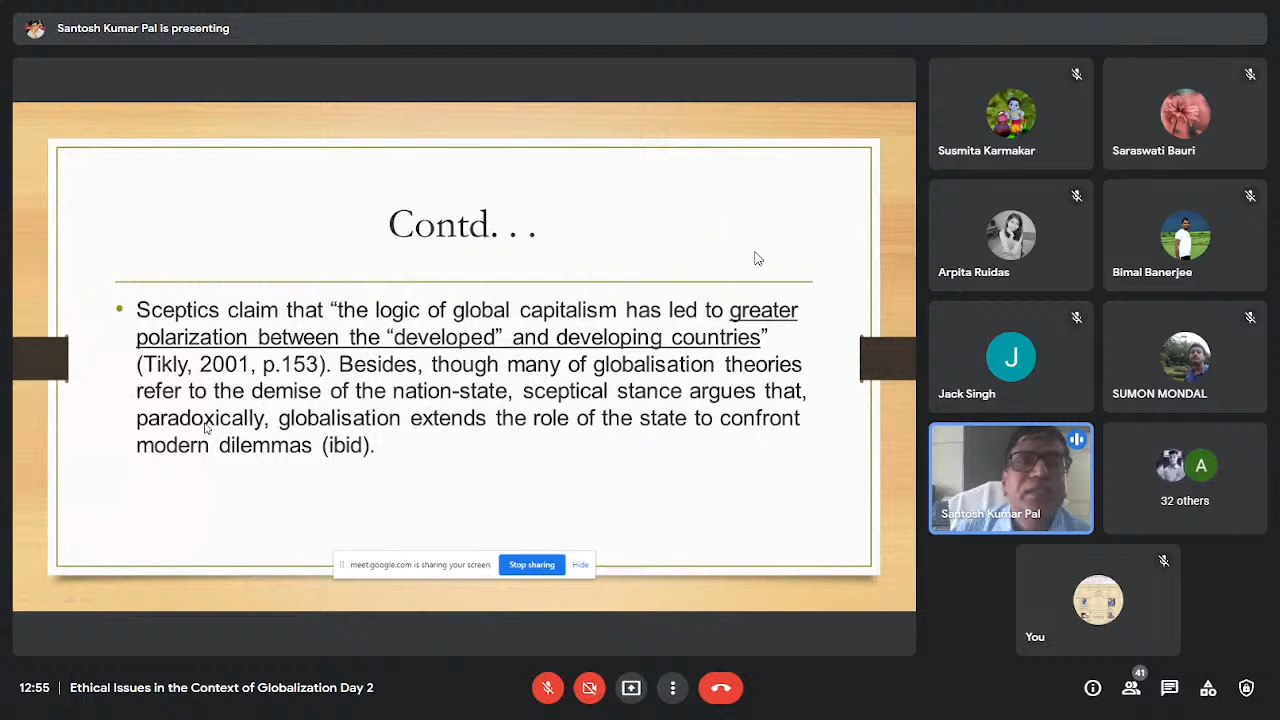 Santosh Kumar Pal is presenting
Contd. . .
• Sceptics claim that “the logic of global capitalism has led to greater
polarization between the “developed” and developing countries”
(Tikly, 2001, p.153). Besides, though many of globalisation theories
refer to the demise of the nation-state, sceptical stance argues that,
paradoxically, globalisation extends the role of the state to confront
modern dilemmas (ibid).
meet.google.com is sharing your screen. Stop sharing Hide
Susmita Karmakar
Saraswati Bauri
Arpita Ruidas
Bimal Banerjee
J
Jack Singh
SUMON MONDAL
Santosh Kumar Pal
A
32 others
You
12:55 | Ethical Issues in the Context of Globalization Day 2
41